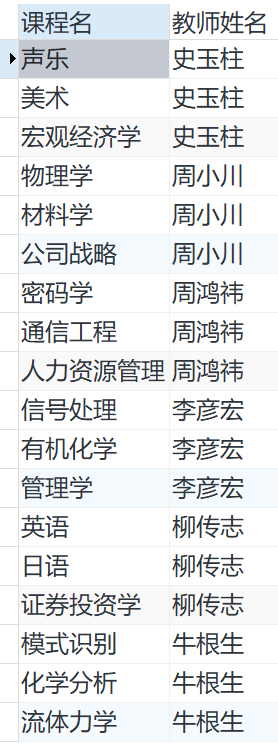 课程名 教师姓名
声乐 史玉柱
美术 史玉柱
宏观经济学 史玉柱
物理学 周小川
材料学 周小川
公司战略 周小川
密码学 周鸿祎
通信工程 周鸿祎
人力资源管理 周鸿祎
信号处理 李彦宏
有机化学 李彦宏
管理学 李彦宏
英语 柳传志
日语 柳传志
证券投资学 柳传志
模式识别 牛根生
化学分析 牛根生
流体力学 牛根生